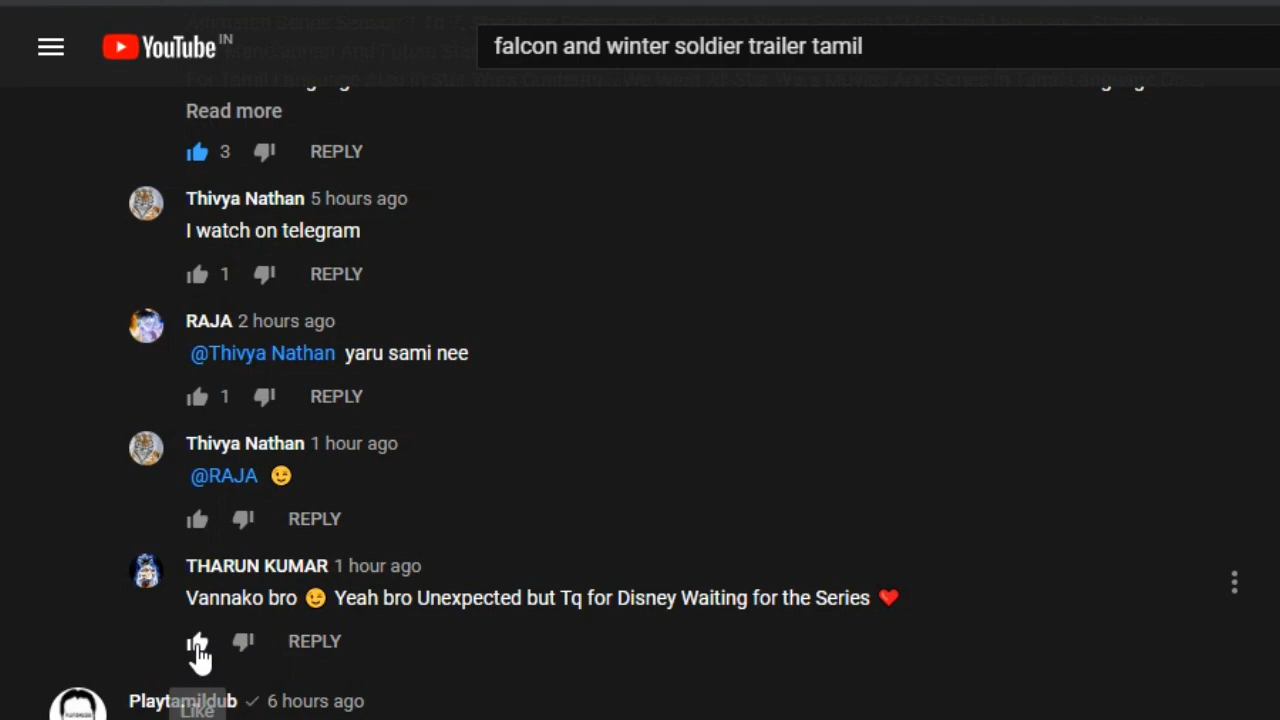 YouTube IN
falcon and winter soldier trailer tamil
Read more
3 REPLY
Thivya Nathan 5 hours ago
I watch on telegram
1 REPLY
RAJA 2 hours ago
@Thivya Nathan yaru sami nee
1 REPLY
Thivya Nathan 1 hour ago
@RAJA 😉
REPLY
THARUN KUMAR 1 hour ago
Vannako bro 😉 Yeah bro Unexpected but Tq for Disney Waiting for the Series ❤️
REPLY
Playtamildub 6 hours ago
Like